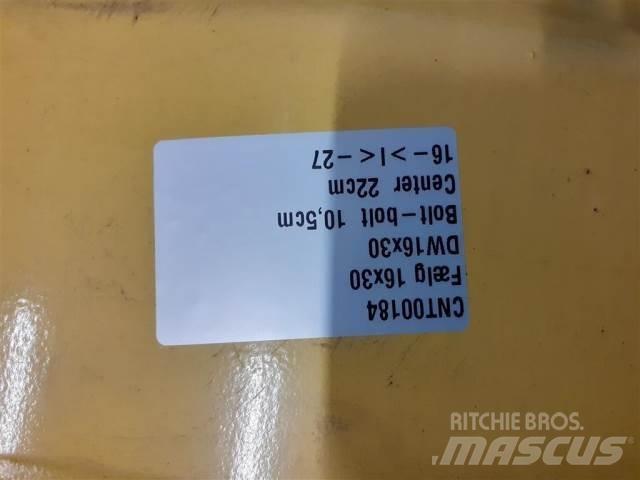 CNT00184
Fælg 16x30
DW16x30
Bolt-bolt 10,5cm
Center 22cm
16->|<-27
RITCHIE BROS.
MASCUS